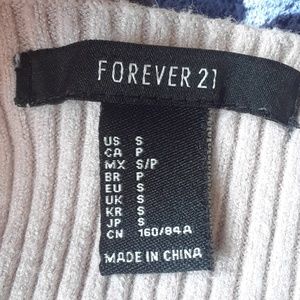 FOREVER 21
US S
CA P
MX S/P
BR P
EU S
UK S
KR S
JP S
CN 160/84A
MADE IN CHINA